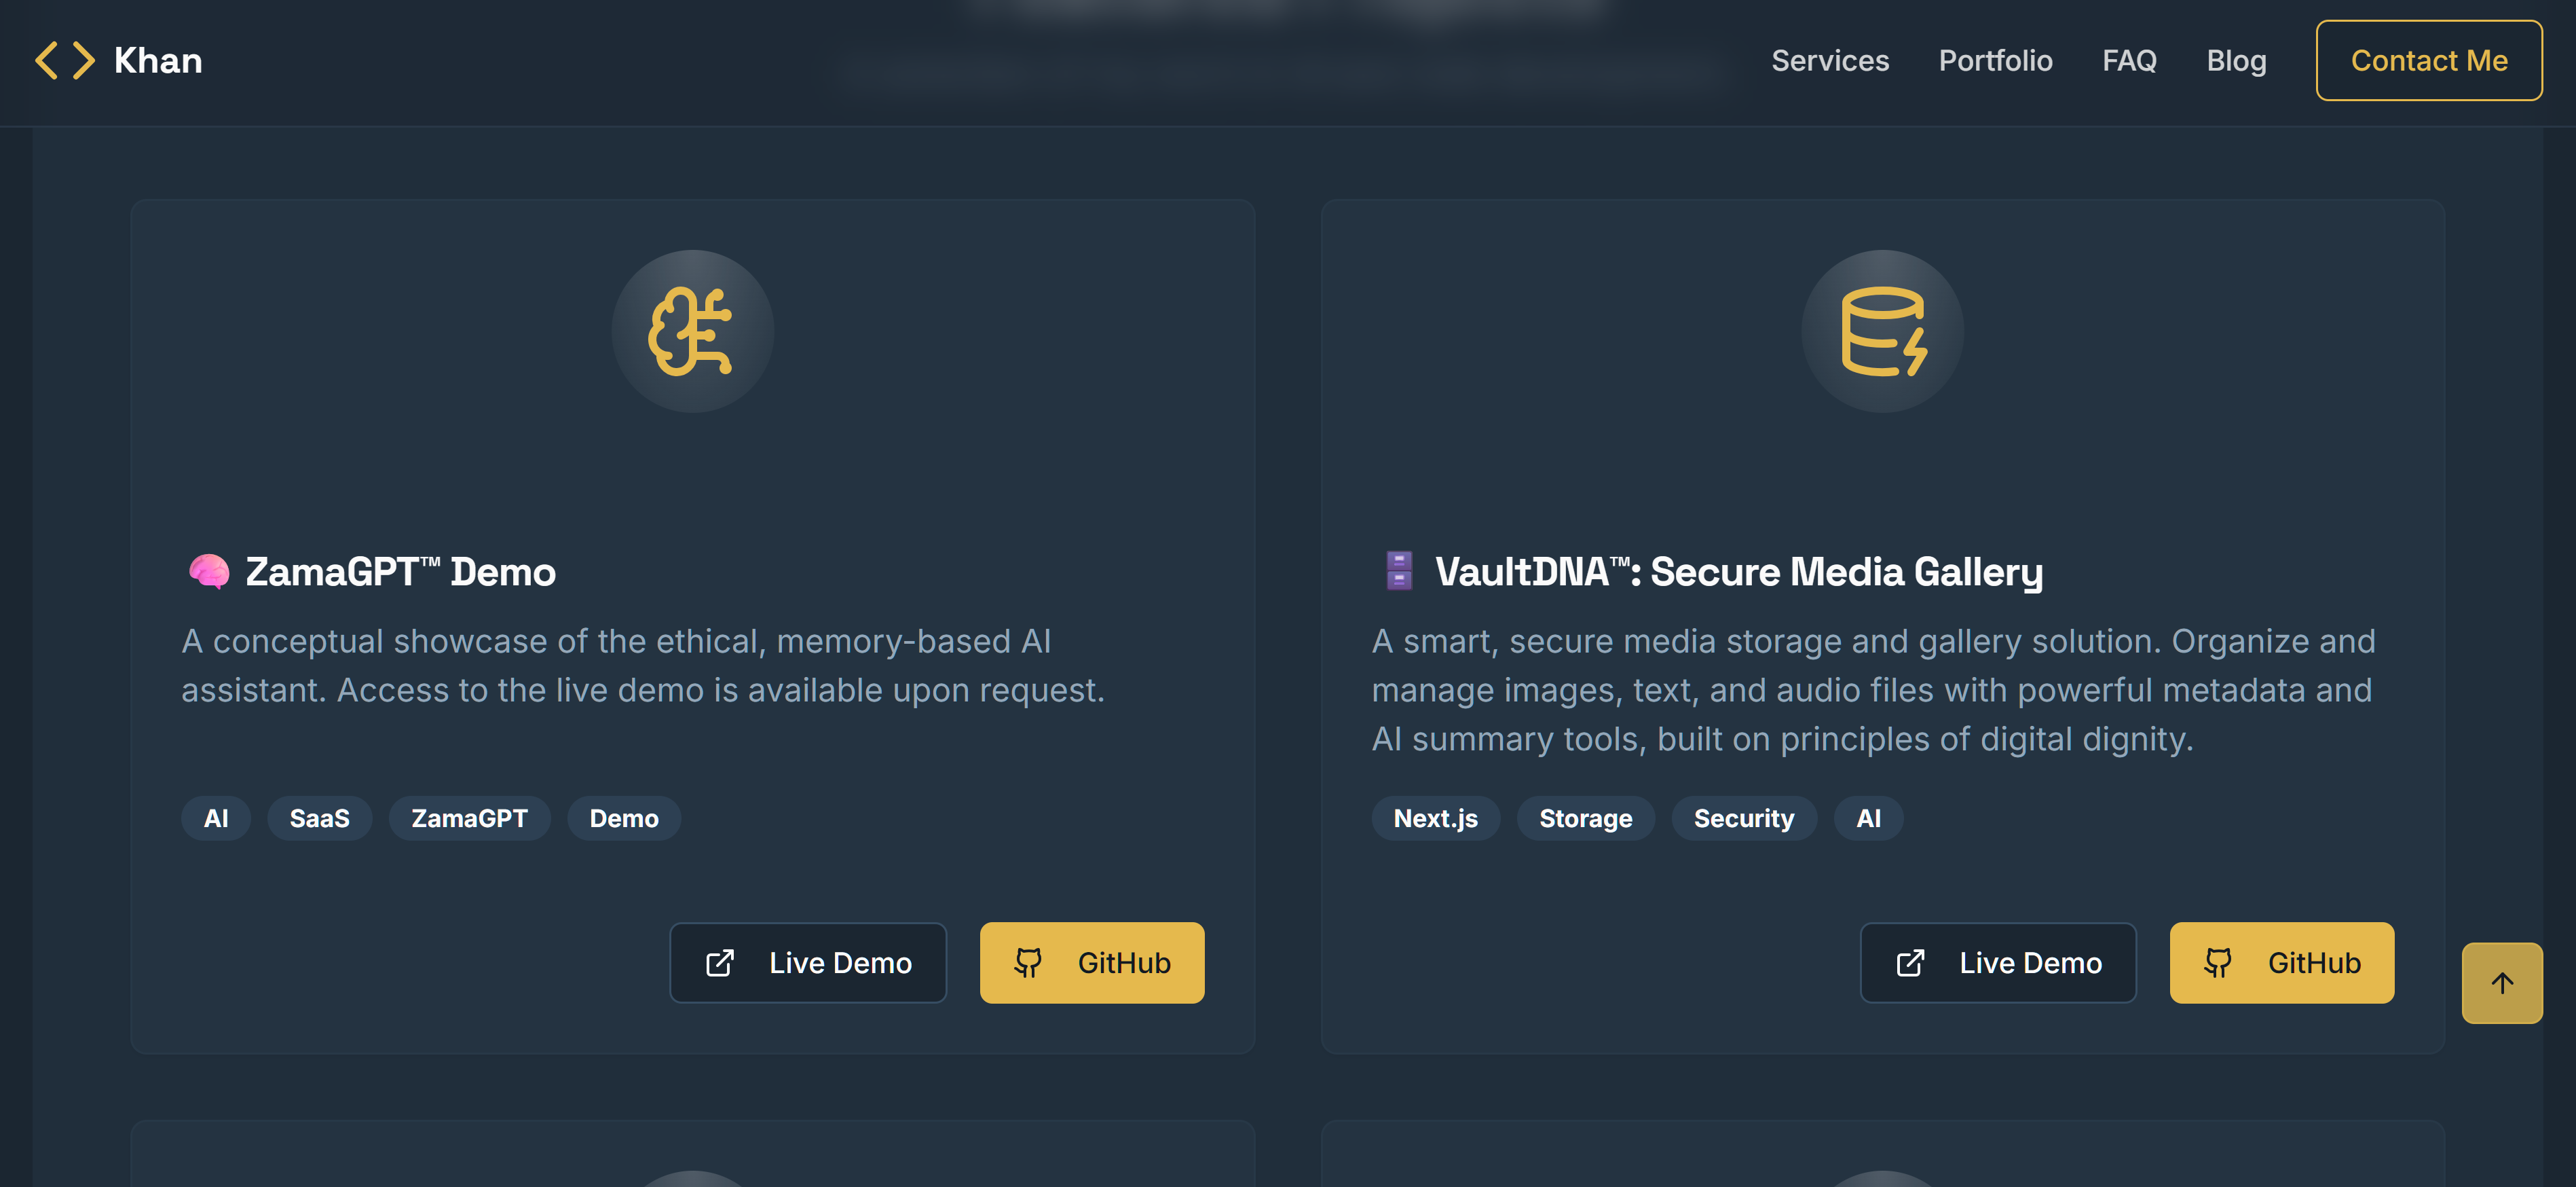 Khan
Services
Portfolio
FAQ
Blog
Contact Me
🧠 ZamaGPT™ Demo
A conceptual showcase of the ethical, memory-based AI
assistant. Access to the live demo is available upon request.
AI
SaaS
ZamaGPT
Demo
Live Demo
GitHub
🗄️ VaultDNA™: Secure Media Gallery
A smart, secure media storage and gallery solution. Organize and
manage images, text, and audio files with powerful metadata and
AI summary tools, built on principles of digital dignity.
Next.js
Storage
Security
AI
Live Demo
GitHub